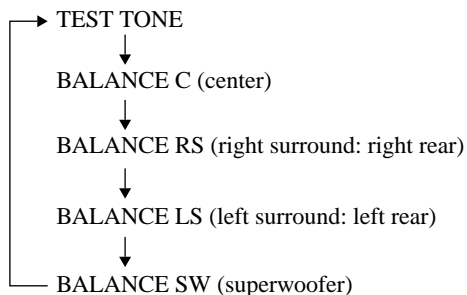 TEST TONE
BALANCE C (center)
BALANCE RS (right surround: right rear)
BALANCE LS (left surround: left rear)
BALANCE SW (superwoofer)